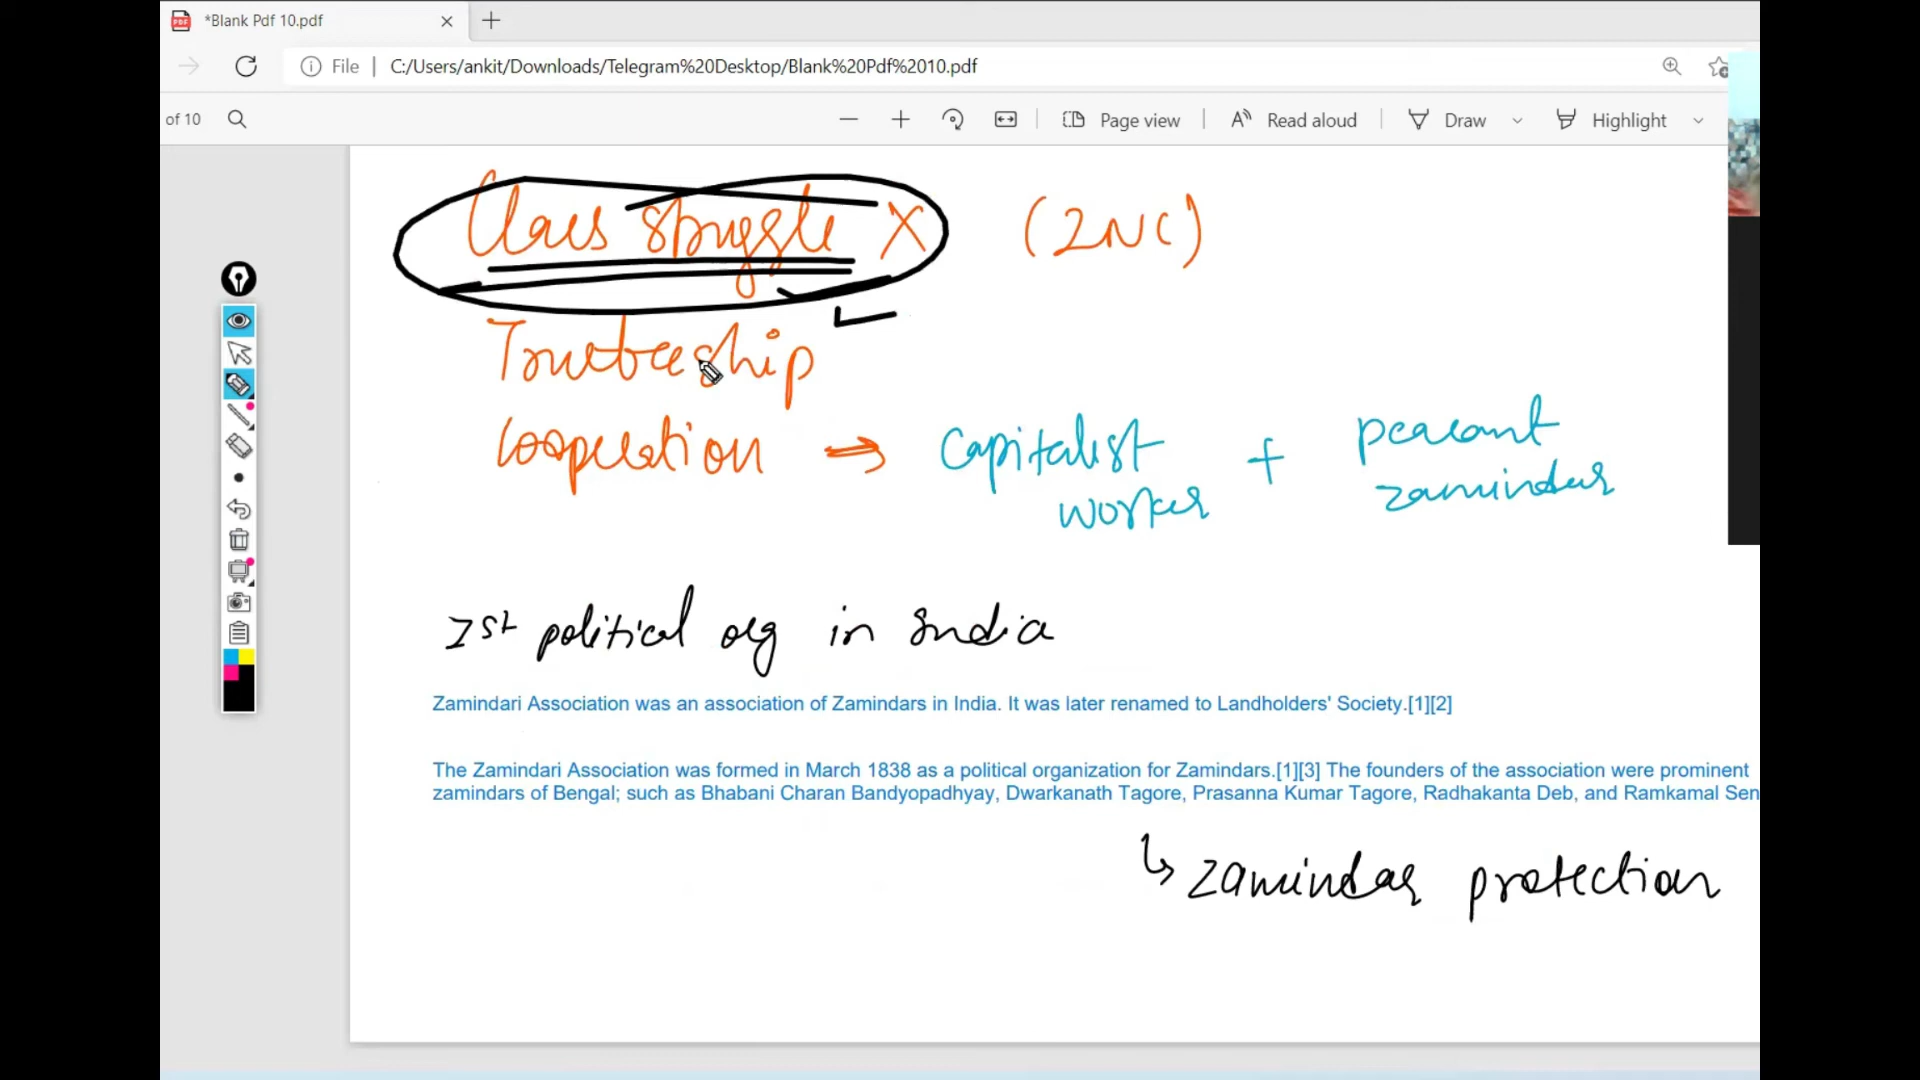 *Blank Pdf 10.pdf
File | C:/Users/ankit/Downloads/Telegram%20Desktop/Blank%20Pdf%2010.pdf
of 10
Page view
Read aloud
Draw
Highlight
Class struggle X (INC)
Trusteeship
Cooperation ⇒ Capitalist worker + peasant zamindar
1st political org in India
Zamindari Association was an association of Zamindars in India. It was later renamed to Landholders' Society.[1][2]
The Zamindari Association was formed in March 1838 as a political organization for Zamindars.[1][3] The founders of the association were prominent
zamindars of Bengal; such as Bhabani Charan Bandyopadhyay, Dwarkanath Tagore, Prasanna Kumar Tagore, Radhakanta Deb, and Ramkamal Sen
↳ zamindar protection